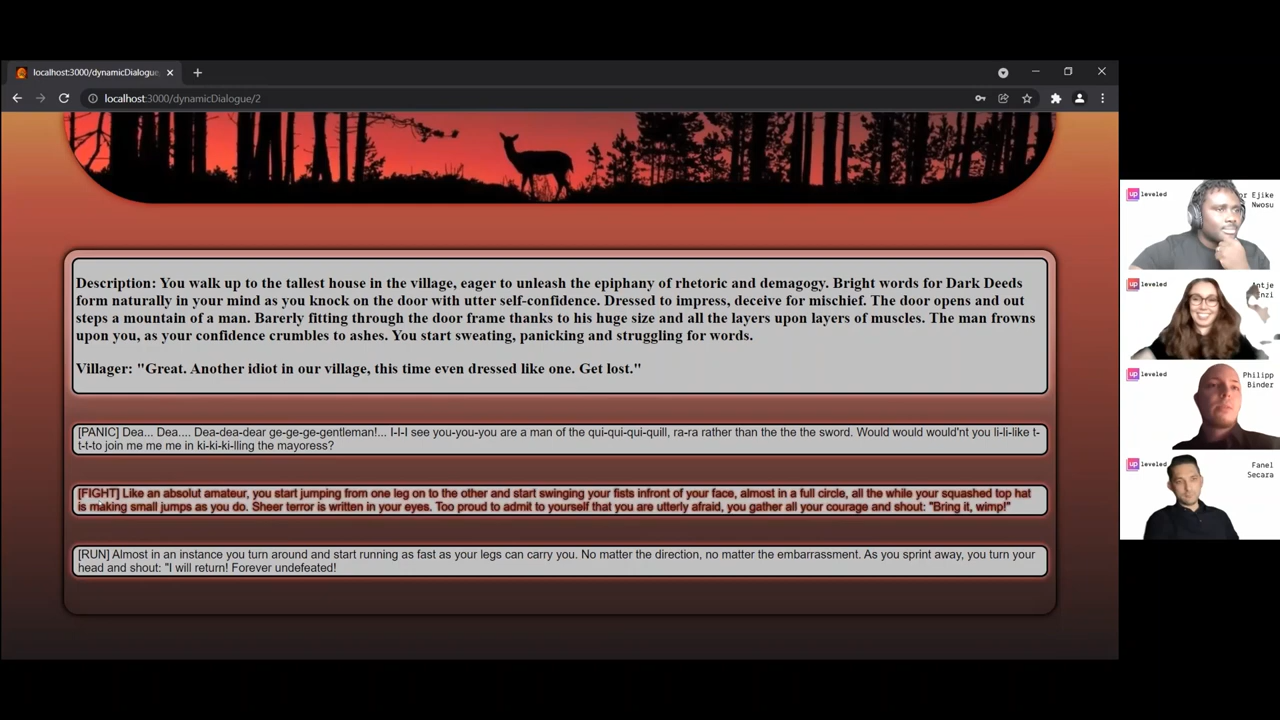 localhost:3000/dynamicDialogue
localhost:3000/dynamicDialogue/2
Description: You walk up to the tallest house in the village, eager to unleash the epiphany of rhetoric and demagogy. Bright words for Dark Deeds
form naturally in your mind as you knock on the door with utter self-confidence. Dressed to impress, deceive for mischief. The door opens and out
steps a mountain of a man. Barerly fitting through the door frame thanks to his huge size and all the layers upon layers of muscles. The man frowns
upon you, as your confidence crumbles to ashes. You start sweating, panicking and struggling for words.
Villager: "Great. Another idiot in our village, this time even dressed like one. Get lost."
[PANIC] Dea... Dea.... Dea-dea-dear ge-ge-ge-gentleman!... I-I-I see you-you-you are a man of the qui-qui-qui-quill, ra-ra rather than the the the sword. Would would would'nt you li-li-like t-
t-t-to join me me me in ki-ki-ki-lling the mayoress?
[FIGHT] Like an absolut amateur, you start jumping from one leg on to the other and start swinging your fists infront of your face, almost in a full circle, all the while your squashed top hat
is making small jumps as you do. Sheer terror is written in your eyes. Too proud to admit to yourself that you are utterly afraid, you gather all your courage and shout: "Bring it, wimp!"
[RUN] Almost in an instance you turn around and start running as fast as your legs can carry you. No matter the direction, no matter the embarrassment. As you sprint away, you turn your
head and shout: "I will return! Forever undefeated!
up leveled
or Ejike
Nwosu
up leveled
ntje
inzi
up leveled
Philipp
Binder
up leveled
Fanel
Secara